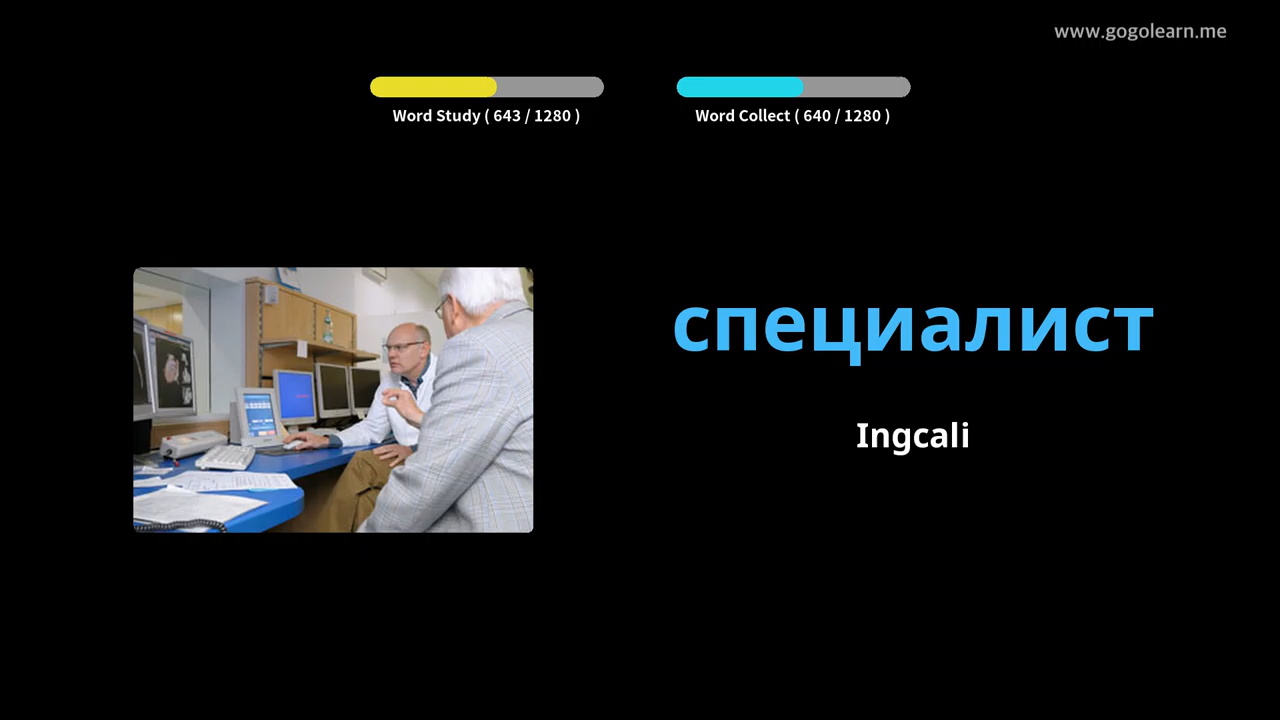 www.gogolearn.me
Word Study ( 643 / 1280 )
Word Collect ( 640 / 1280 )
специалист
Ingcali